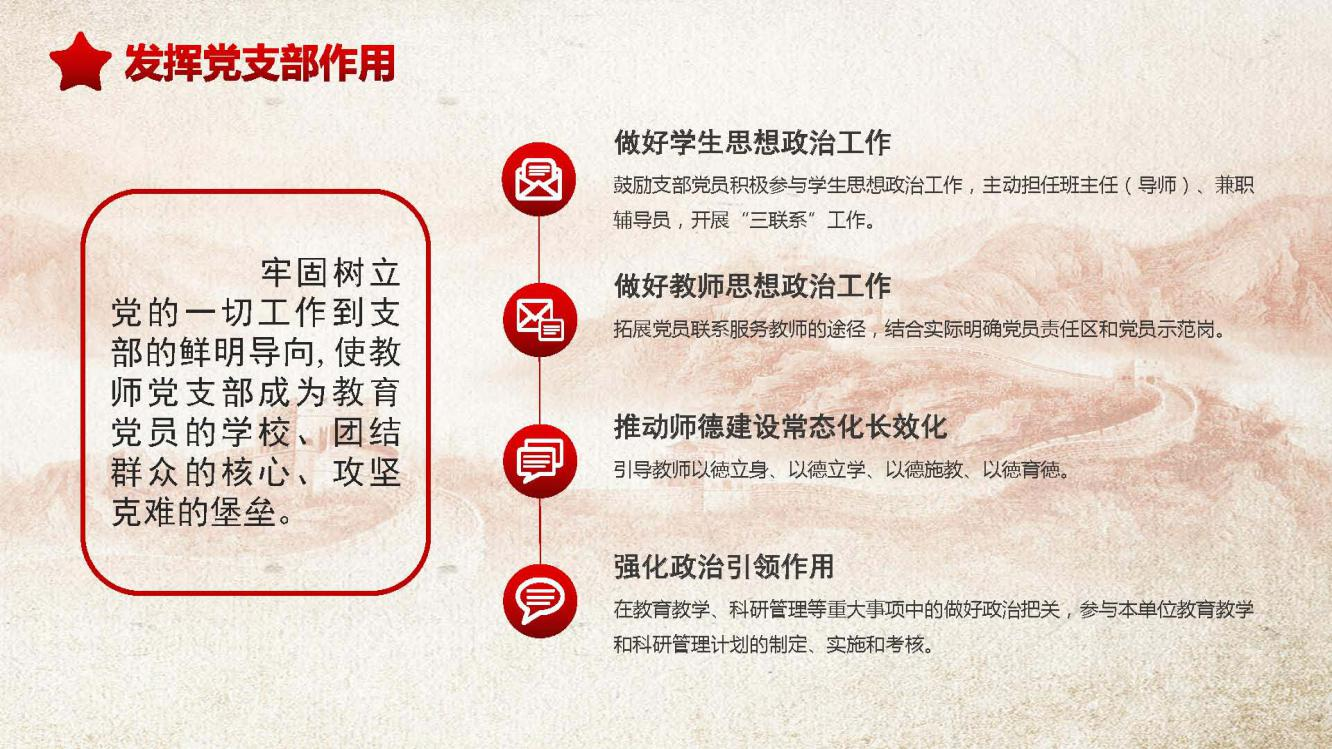 发挥党支部作用
牢固树立
党的一切工作到支
部的鲜明导向,使教
师党支部成为教育
党员的学校、团结
群众的核心、攻坚
克难的堡垒。
做好学生思想政治工作
鼓励支部党员积极参与学生思想政治工作，主动担任班主任（导师）、兼职
辅导员，开展“三联系”工作。
做好教师思想政治工作
拓展党员联系服务教师的途径，结合实际明确党员责任区和党员示范岗。
推动师德建设常态化长效化
引导教师以德立身、以德立学、以德施教、以德育德。
强化政治引领作用
在教育教学、科研管理等重大事项中的做好政治把关，参与本单位教育教学
和科研管理计划的制定、实施和考核。